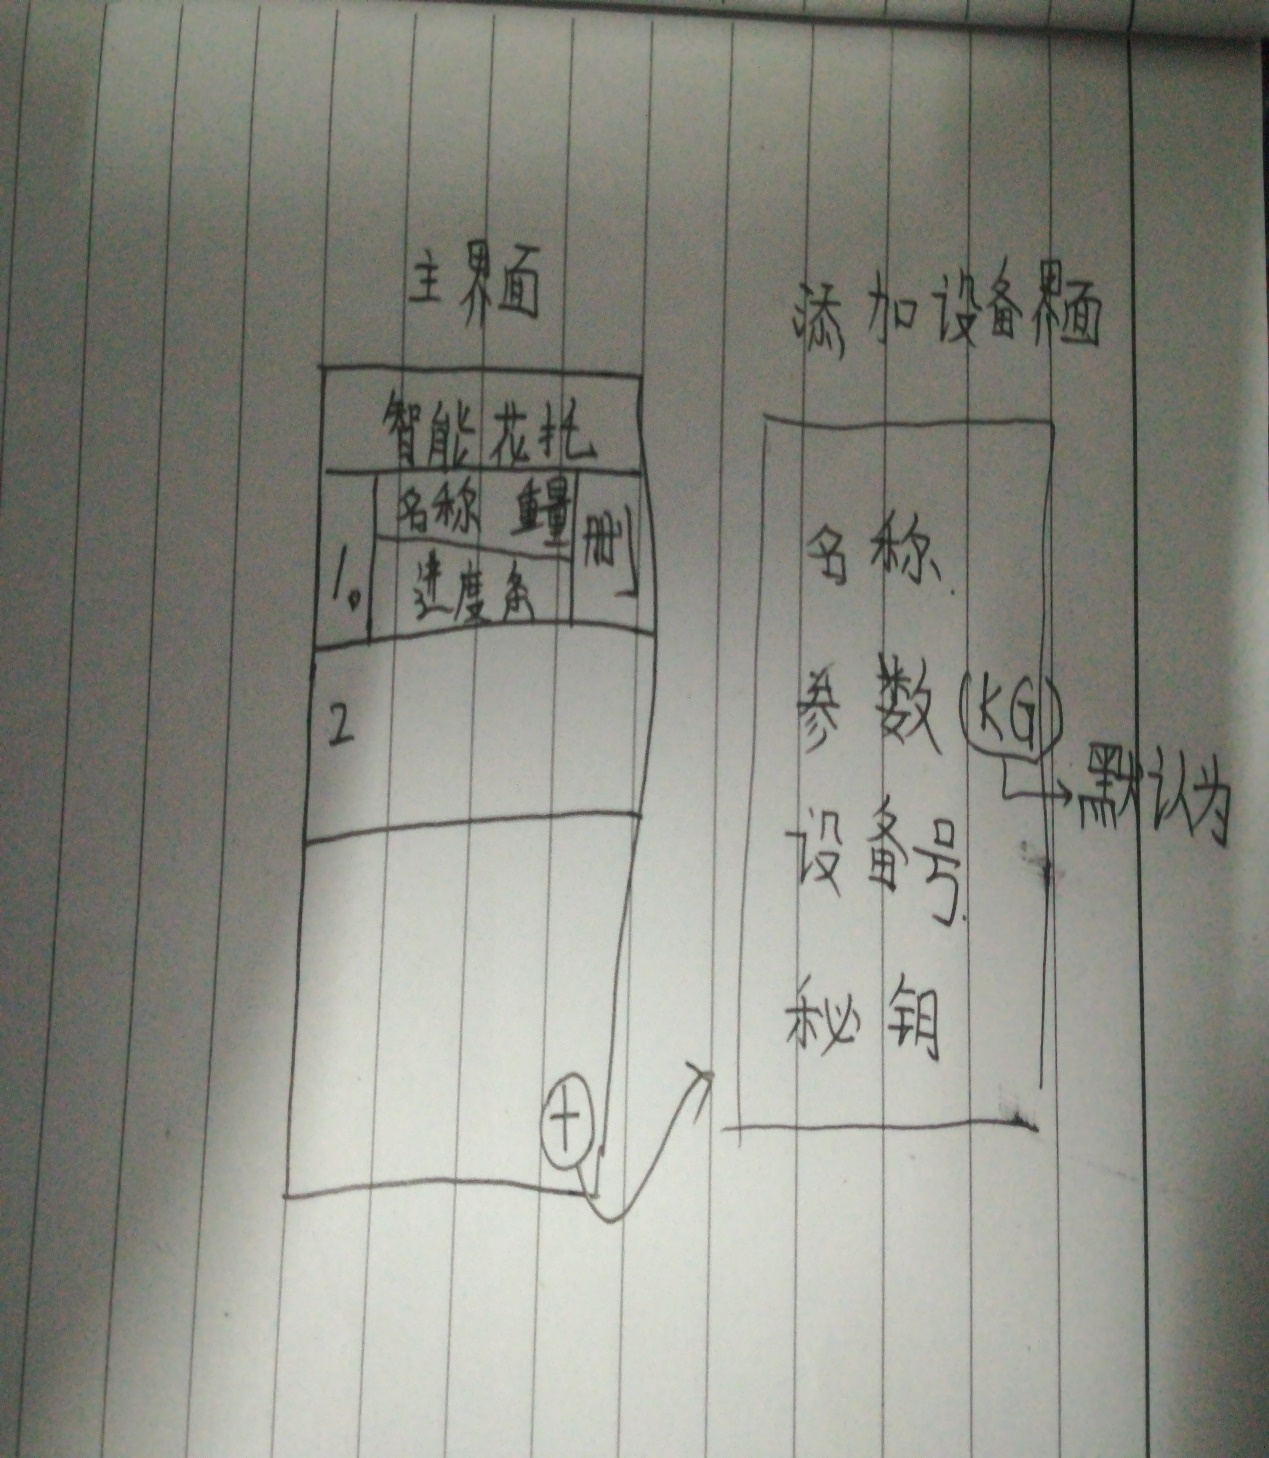 主界面
智能花托
1.
名称 重量
进度条
删
2
+
添加设备界面
名称
参数(KG)
默认为
设备号
秘钥